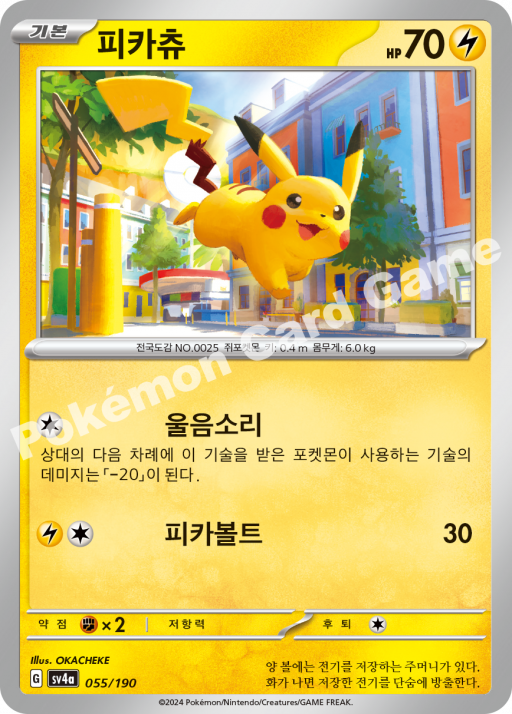 기본 피카츄 HP 70
전국도감 NO.0025 쥐포켓몬 키: 0.4 m 몸무게: 6.0 kg
Pokémon Card Game
울음소리
상대의 다음 차례에 이 기술을 받은 포켓몬이 사용하는 기술의
데미지는 「-20」이 된다.
피카볼트 30
약점 ×2 저항력 후퇴
Illus. OKACHEKE
G sv4a 055/190
양 볼에는 전기를 저장하는 주머니가 있다.
화가 나면 저장한 전기를 단숨에 방출한다.
©2024 Pokémon/Nintendo/Creatures/GAME FREAK.